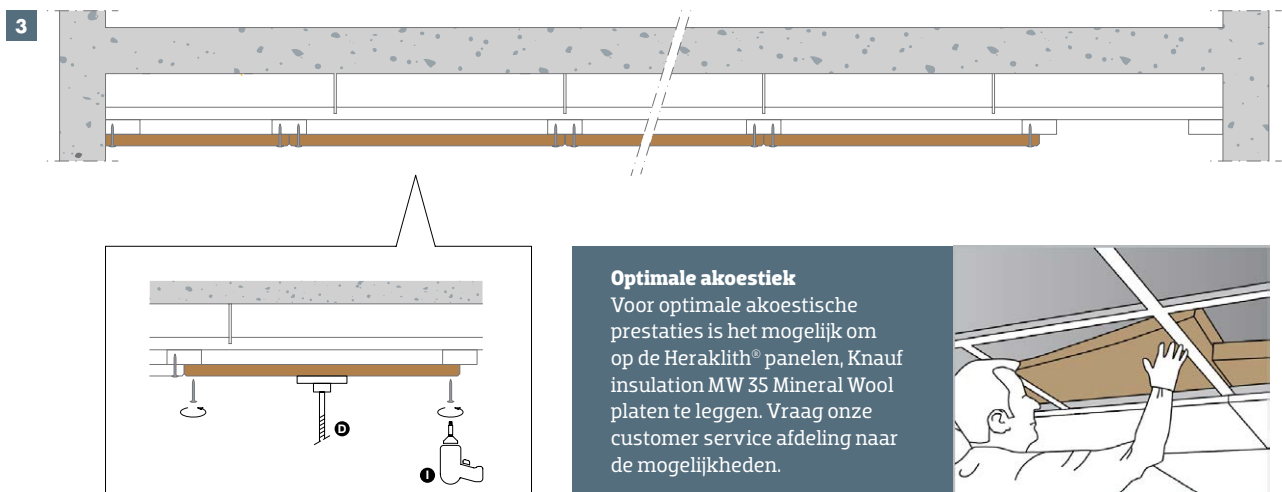 3
Optimale akoestiek
Voor optimale akoestische
prestaties is het mogelijk om
op de Heraklith® panelen, Knauf
insulation MW 35 Mineral Wool
platen te leggen. Vraag onze
customer service afdeling naar
de mogelijkheden.
D
I